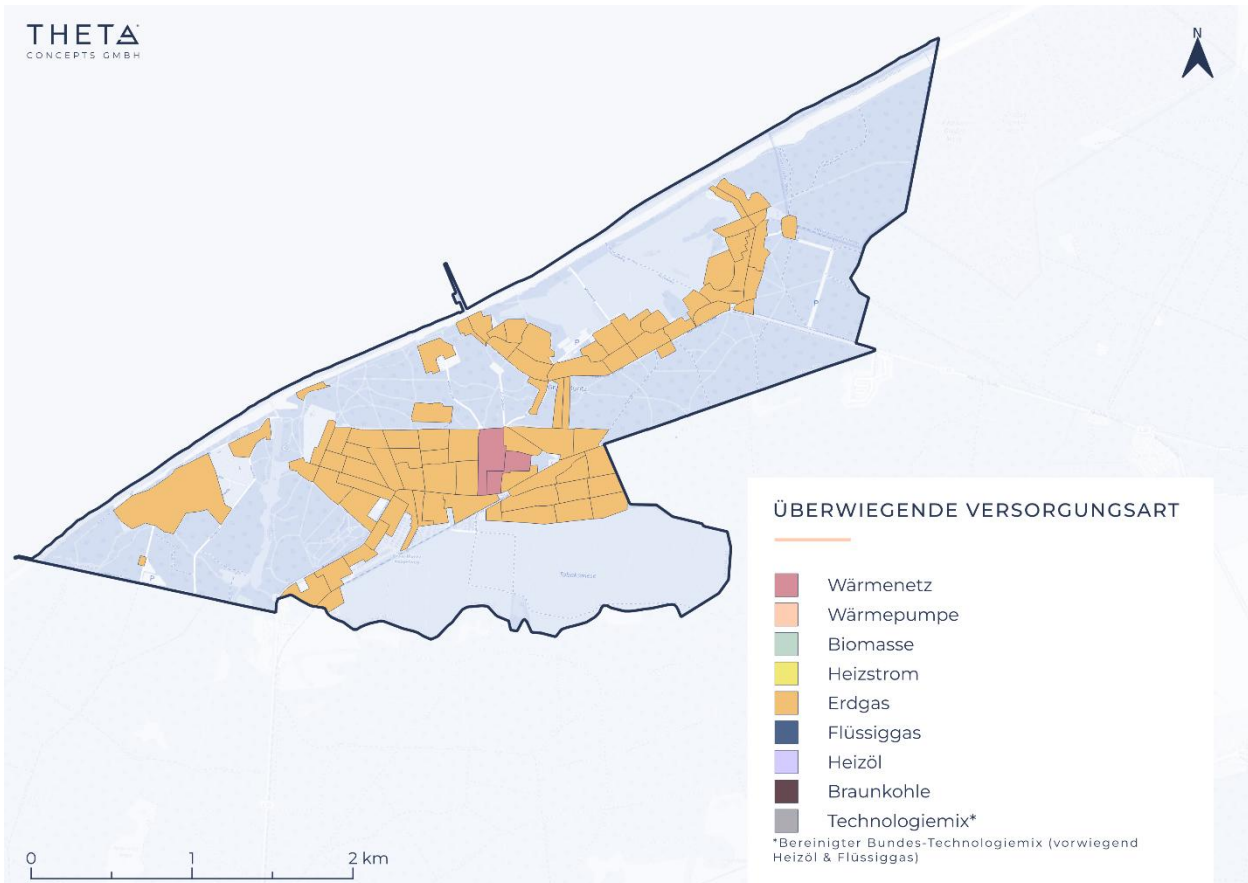 THETA
CONCEPTS GMBH
N
P
P
P
Tabakswiese
ÜBERWIEGENDE VERSORGUNGSART
Wärmenetz
Wärmepumpe
Biomasse
Heizstrom
Erdgas
Flüssiggas
Heizöl
Braunkohle
Technologiemix*
*Bereinigter Bundes-Technologiemix (vorwiegend
Heizöl & Flüssiggas)
0 1 2 km